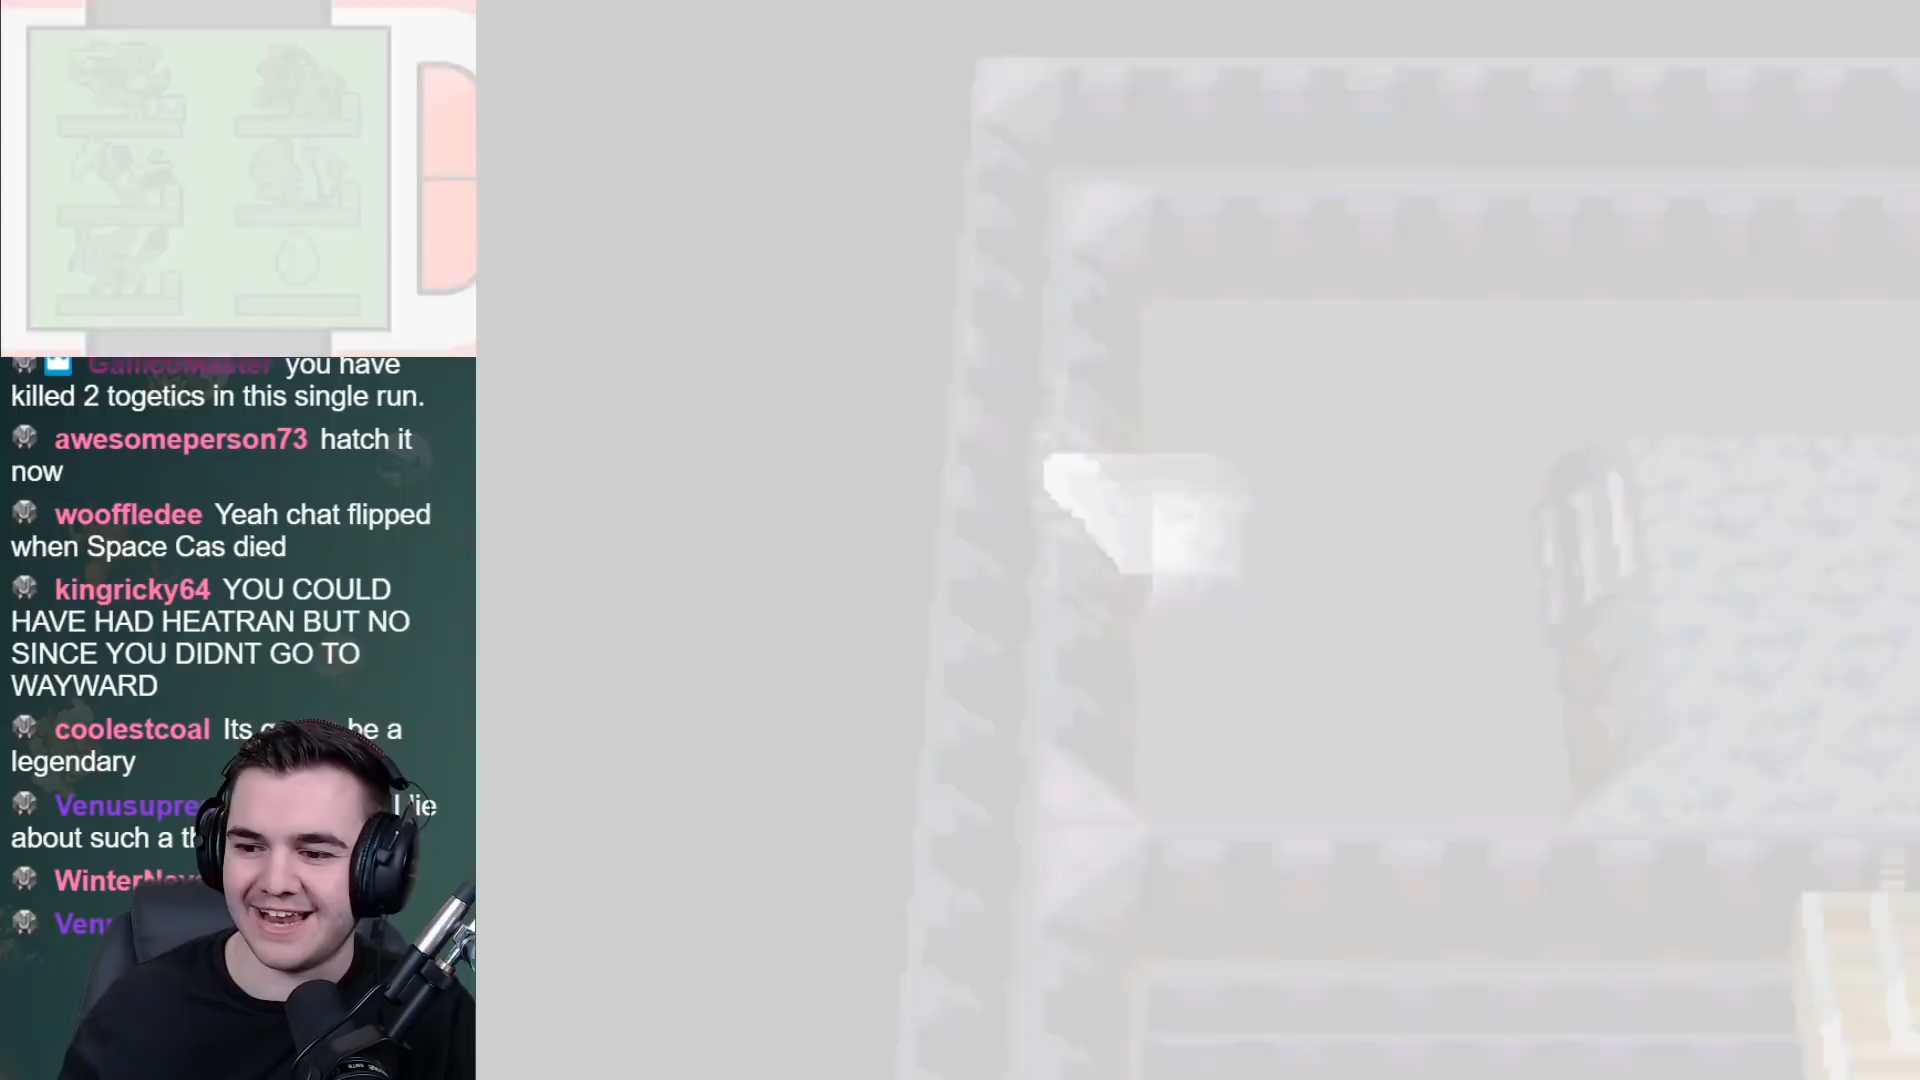 you have
killed 2 togetics in this single run.
awesomeperson73 hatch it
now
wooffledee Yeah chat flipped
when Space Cas died
kingricky64 YOU COULD
HAVE HAD HEATRAN BUT NO
SINCE YOU DIDNT GO TO
WAYWARD
coolestcoal Its be a
legendary
about such a